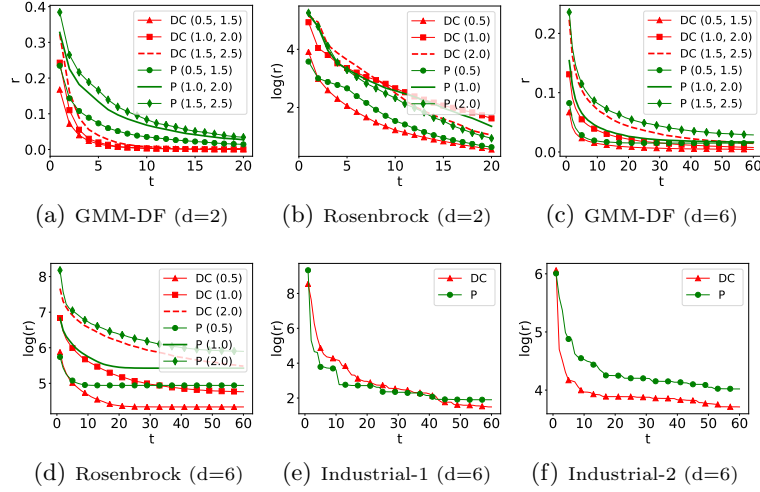 0.4
0.3
0.2
0.1
0.0
r
0 5 10 15 20
t
DC (0.5, 1.5)
DC (1.0, 2.0)
DC (1.5, 2.5)
P (0.5, 1.5)
P (1.0, 2.0)
P (1.5, 2.5)
(a) GMM-DF (d=2)
4
2
log(r)
0 5 10 15 20
t
DC (0.5)
DC (1.0)
DC (2.0)
P (0.5)
P (1.0)
P (2.0)
(b) Rosenbrock (d=2)
0.2
0.1
0.0
r
0 10 20 30 40 50 60
t
DC (0.5, 1.5)
DC (1.0, 2.0)
DC (1.5, 2.5)
P (0.5, 1.5)
P (1.0, 2.0)
P (1.5, 2.5)
(c) GMM-DF (d=6)
8
7
6
5
log(r)
0 10 20 30 40 50 60
t
DC (0.5)
DC (1.0)
DC (2.0)
P (0.5)
P (1.0)
P (2.0)
(d) Rosenbrock (d=6)
8
6
4
2
log(r)
0 10 20 30 40 50 60
t
DC
P
(e) Industrial-1 (d=6)
6
5
4
log(r)
0 10 20 30 40 50 60
t
DC
P
(f) Industrial-2 (d=6)